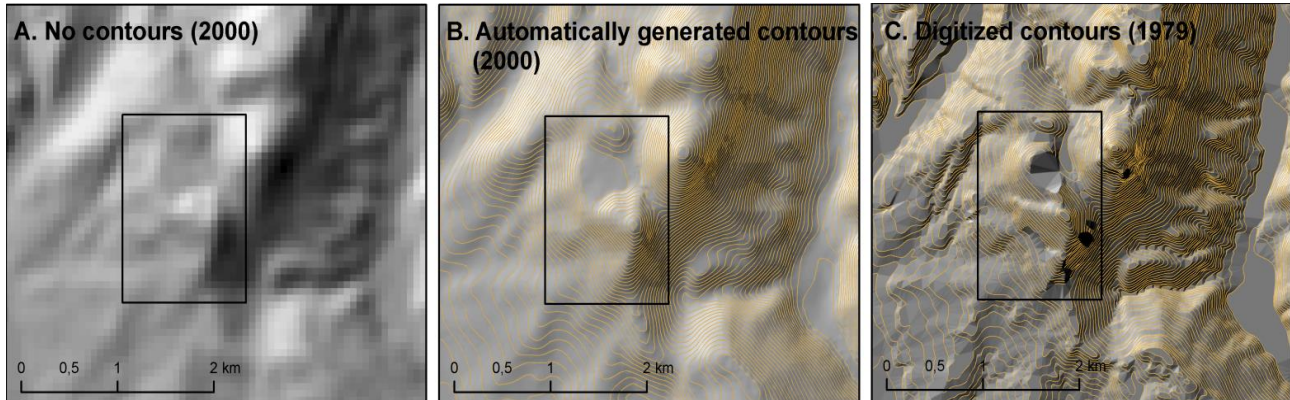 A. No contours (2000)
0 0,5 1 2 km
B. Automatically generated contours
(2000)
0 0,5 1 2 km
C. Digitized contours (1979)
0 0,5 1 2 km